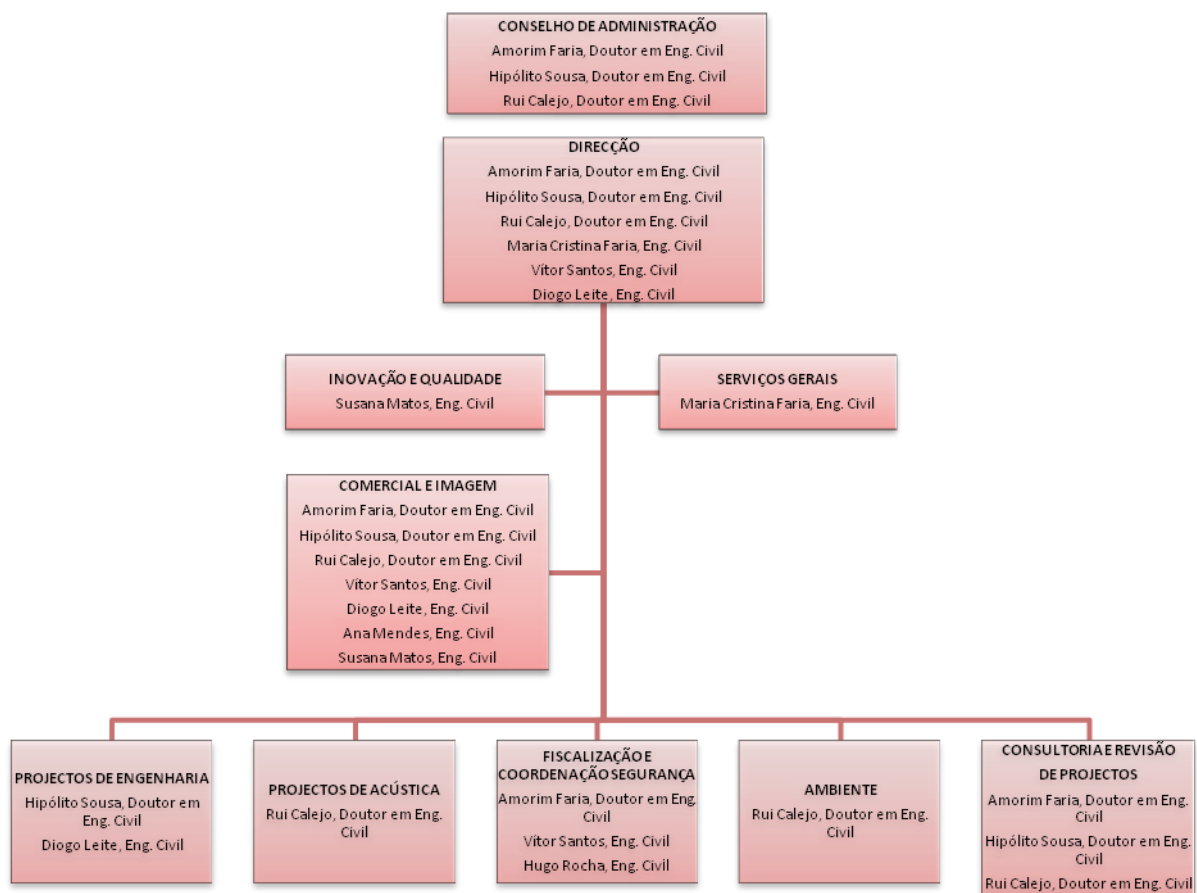 CONSELHO DE ADMINISTRAÇÃO
Amorim Faria, Doutor em Eng. Civil
Hipólito Sousa, Doutor em Eng. Civil
Rui Calejo, Doutor em Eng. Civil
DIRECÇÃO
Amorim Faria, Doutor em Eng. Civil
Hipólito Sousa, Doutor em Eng. Civil
Rui Calejo, Doutor em Eng. Civil
Maria Cristina Faria, Eng. Civil
Vítor Santos, Eng. Civil
Diogo Leite, Eng. Civil
INOVAÇÃO E QUALIDADE
Susana Matos, Eng. Civil
SERVIÇOS GERAIS
Maria Cristina Faria, Eng. Civil
COMERCIAL E IMAGEM
Amorim Faria, Doutor em Eng. Civil
Hipólito Sousa, Doutor em Eng. Civil
Rui Calejo, Doutor em Eng. Civil
Vítor Santos, Eng. Civil
Diogo Leite, Eng. Civil
Ana Mendes, Eng. Civil
Susana Matos, Eng. Civil
PROJECTOS DE ENGENHARIA
Hipólito Sousa, Doutor em
Eng. Civil
Diogo Leite, Eng. Civil
PROJECTOS DE ACÚSTICA
Rui Calejo, Doutor em Eng.
Civil
FISCALIZAÇÃO E
COORDENAÇÃO SEGURANÇA
Amorim Faria, Doutor em Eng.
Civil
Vítor Santos, Eng. Civil
Hugo Rocha, Eng. Civil
AMBIENTE
Rui Calejo, Doutor em Eng.
Civil
CONSULTORIA E REVISÃO
DE PROJECTOS
Amorim Faria, Doutor em Eng.
Civil
Hipólito Sousa, Doutor em Eng.
Civil
Rui Calejo, Doutor em Eng. Civil